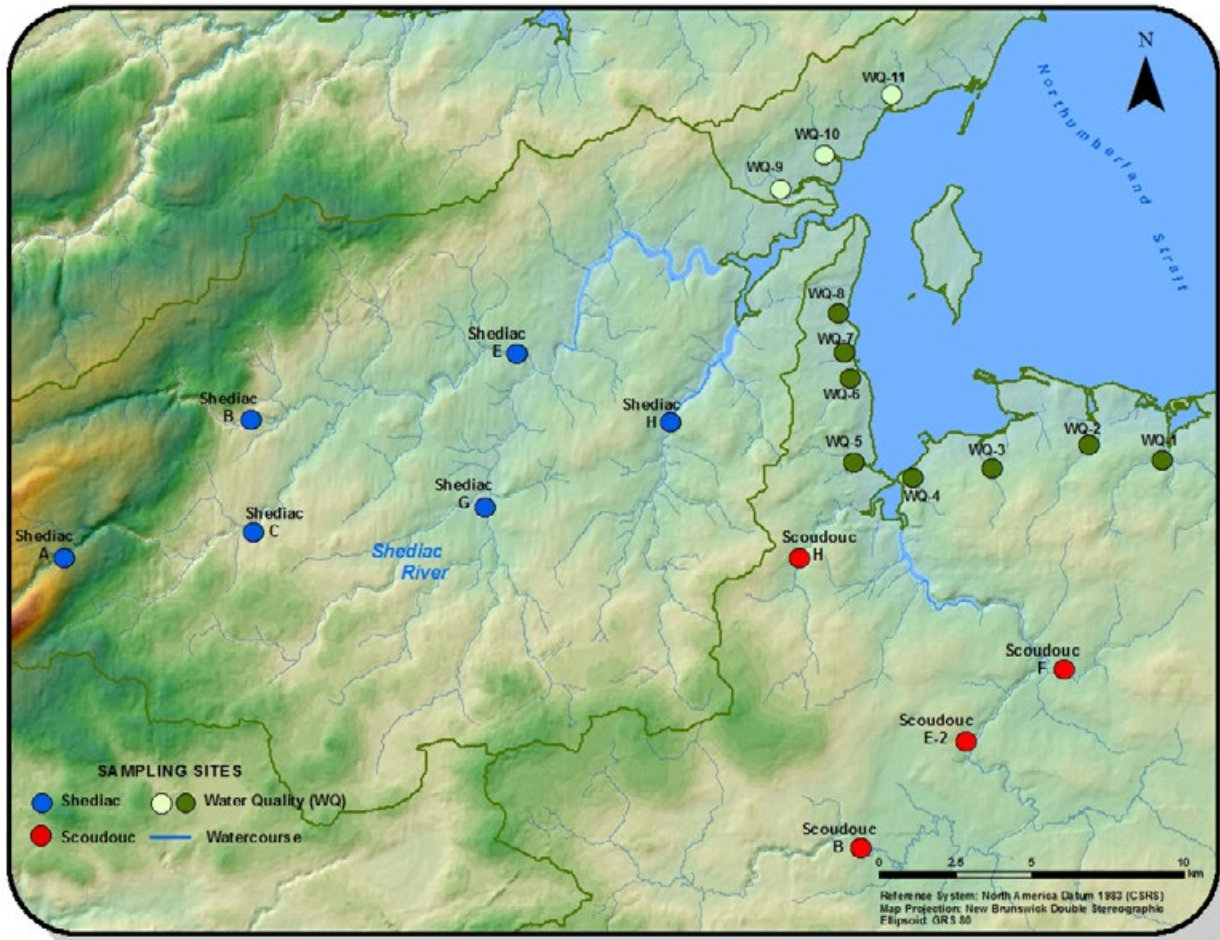 N
WQ-11
Northumberland Strait
WQ-10
WQ-9
WQ-8
Shediac
E
WQ-7
WQ-6
Shediac
B
Shediac
H
WQ-5
WQ-2
WQ-1
WQ-3
WQ-4
Shediac
G
Shediac
C
Shediac
A
Shediac
River
Scoudouc
H
Scoudouc
F
Scoudouc
E-2
Scoudouc
B
SAMPLING SITES
Shediac
Water Quality (WQ)
Scoudouc
Watercourse
0 2.5 5 10
km
Reference System: North America Datum 1983 (CSRS)
Map Projection: New Brunswick Double Stereographic
Ellipsoid: GRS 80